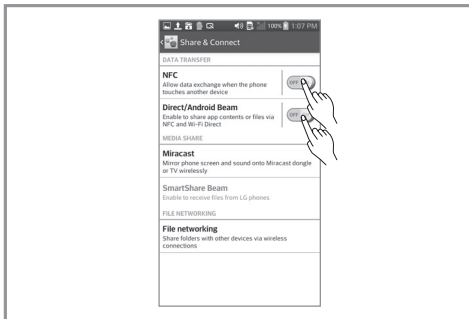 100% 1:07 PM
Share & Connect
DATA TRANSFER
NFC
Allow data exchange when the phone
touches another device
OFF
Direct/Android Beam
Enable to share app contents or files via
NFC and Wi-Fi Direct
OFF
MEDIA SHARE
Miracast
Mirror phone screen and sound onto Miracast dongle
or TV wirelessly
SmartShare Beam
Enable to receive files from LG phones
FILE NETWORKING
File networking
Share folders with other devices via wireless
connections